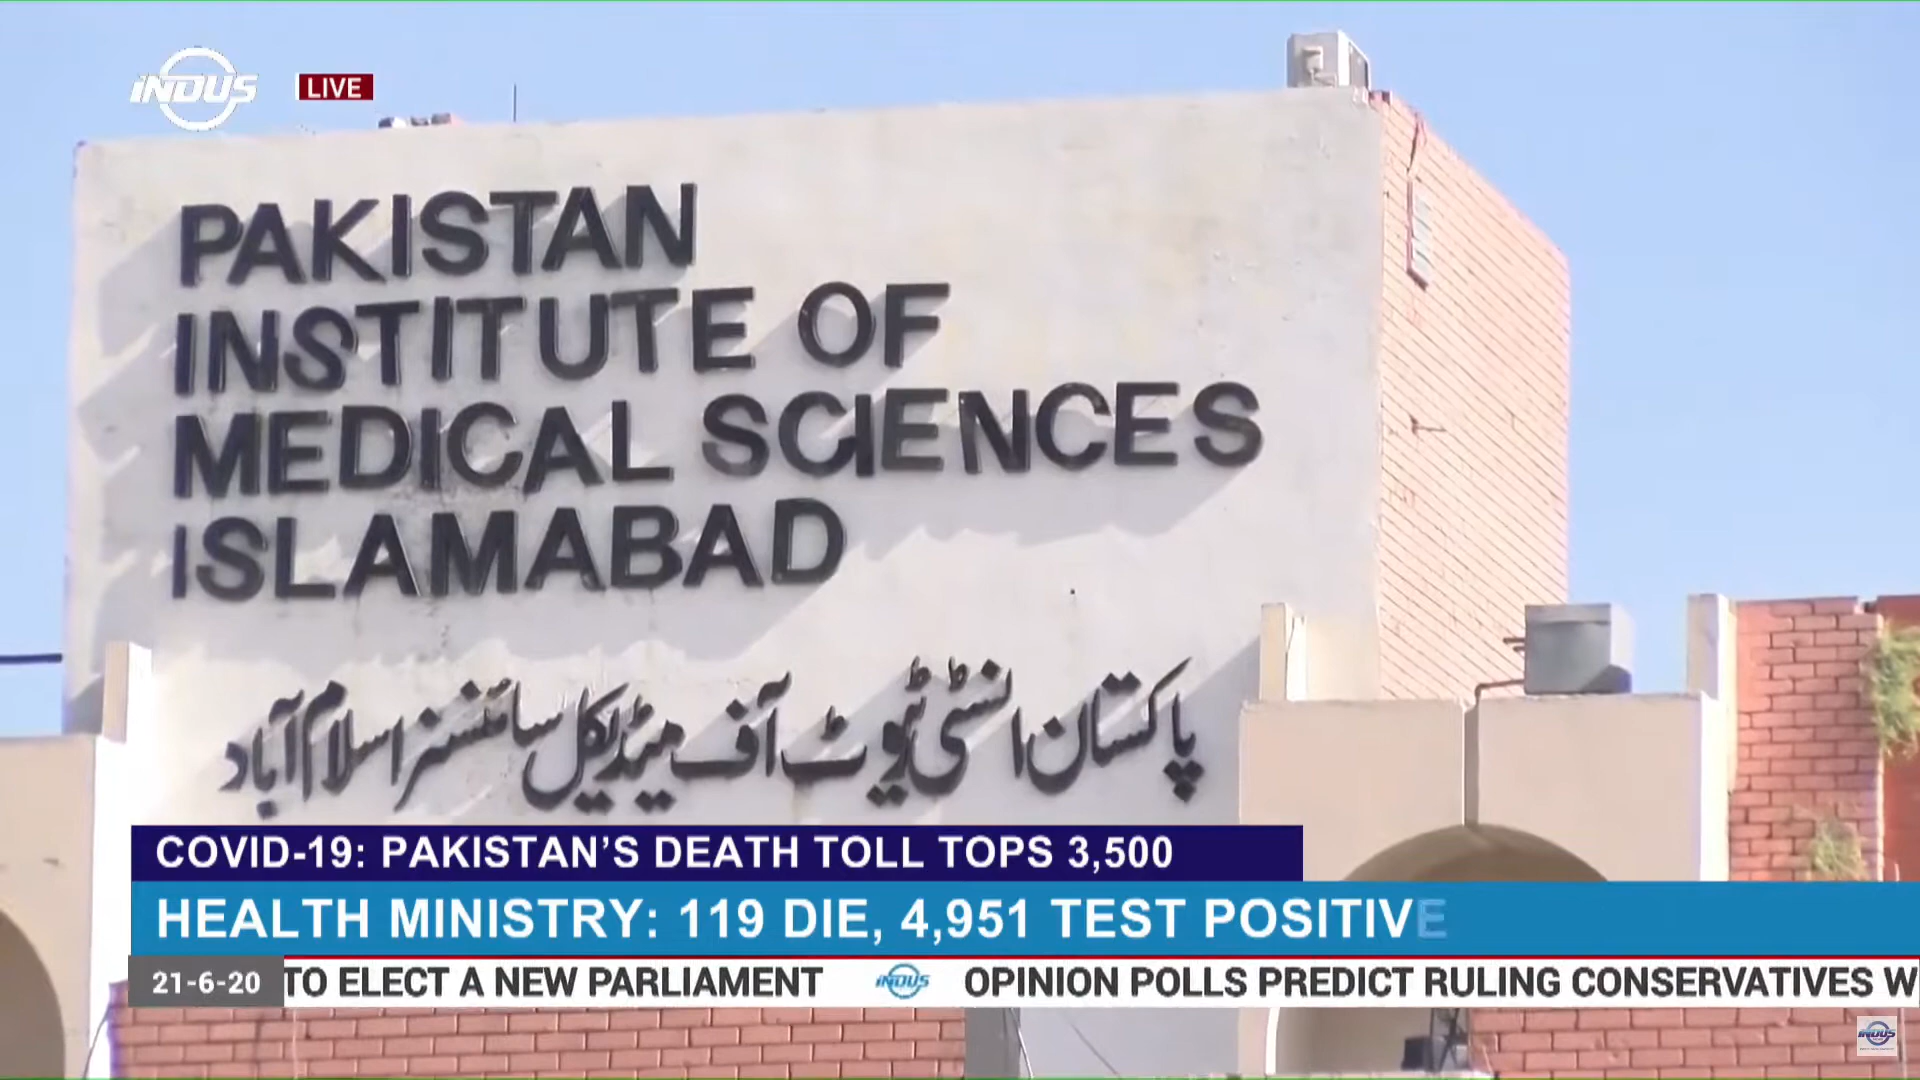 INDUS
LIVE
PAKISTAN
INSTITUTE OF
MEDICAL SCIENCES
ISLAMABAD
پاکستان انسٹی ٹیوٹ آف میڈیکل سائنسز اسلام آباد
COVID-19: PAKISTAN'S DEATH TOLL TOPS 3,500
HEALTH MINISTRY: 119 DIE, 4,951 TEST POSITIVE
21-6-20 TO ELECT A NEW PARLIAMENT INDUS OPINION POLLS PREDICT RULING CONSERVATIVES W
INDUS